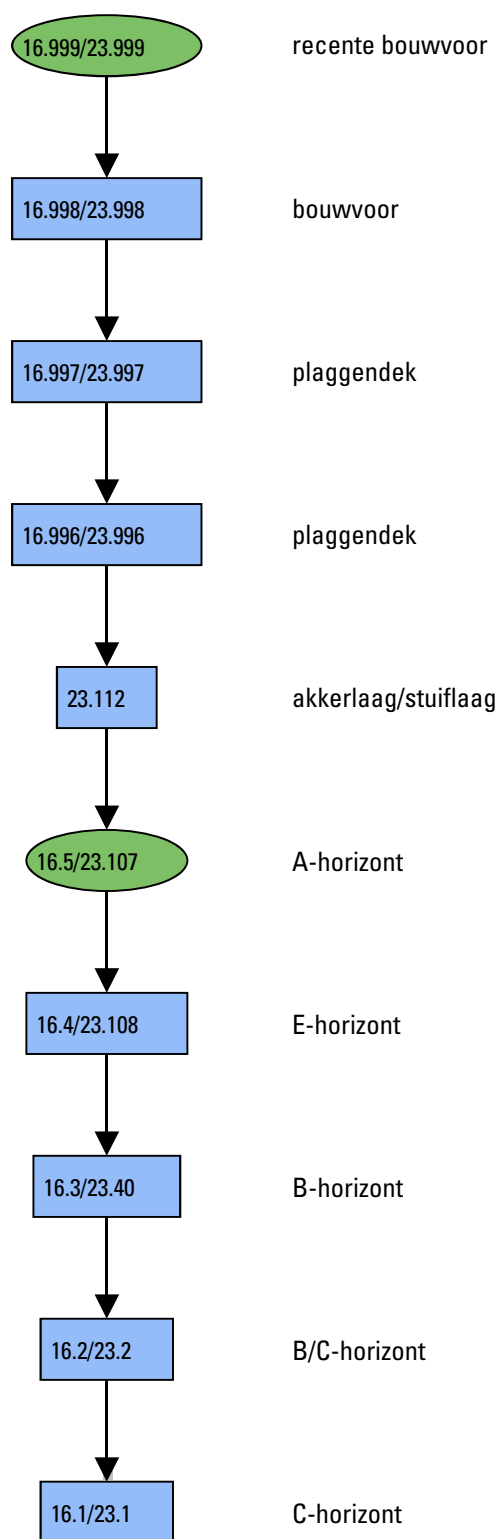 16.999/23.999 recente bouwvoor
16.998/23.998 bouwvoor
16.997/23.997 plaggendek
16.996/23.996 plaggendek
23.112 akkerlaag/stuiflaag
16.5/23.107 A-horizont
16.4/23.108 E-horizont
16.3/23.40 B-horizont
16.2/23.2 B/C-horizont
16.1/23.1 C-horizont